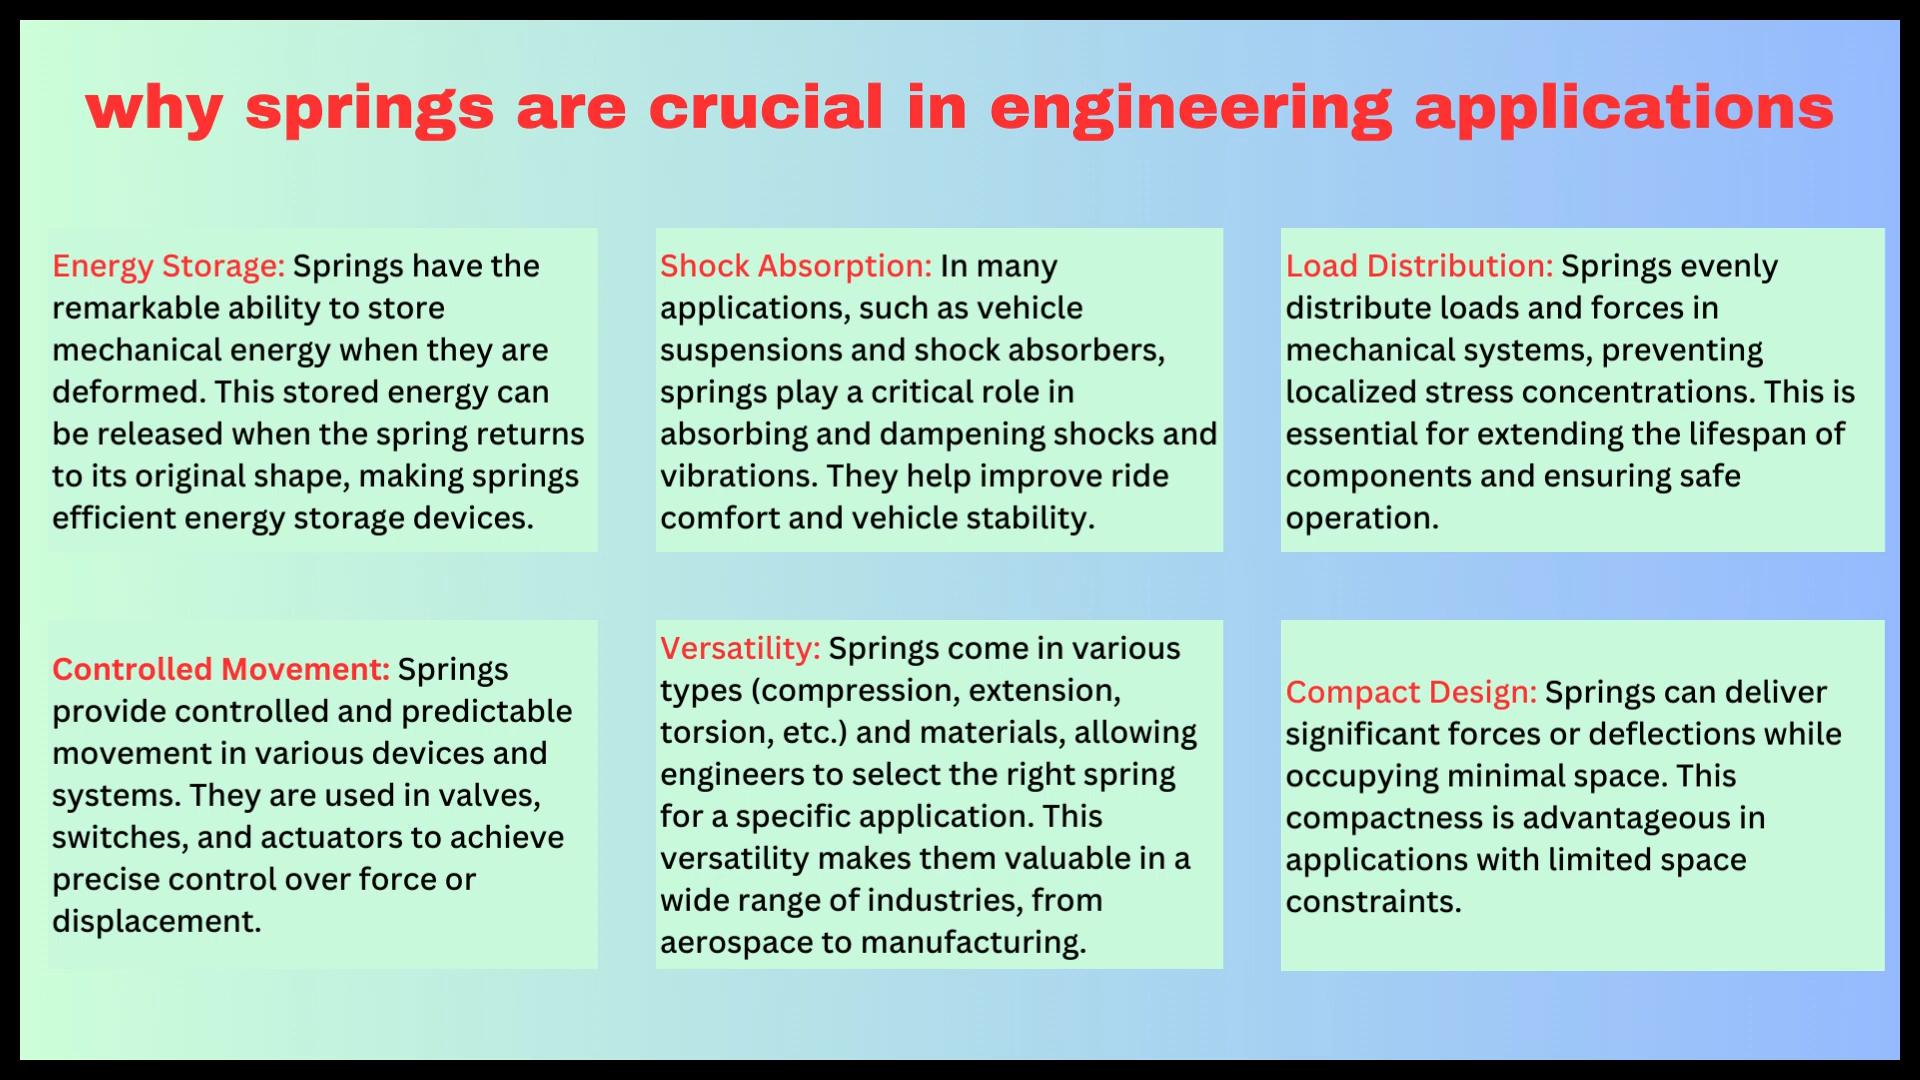 why springs are crucial in engineering applications
Energy Storage: Springs have the
remarkable ability to store
mechanical energy when they are
deformed. This stored energy can
be released when the spring returns
to its original shape, making springs
efficient energy storage devices.
Shock Absorption: In many
applications, such as vehicle
suspensions and shock absorbers,
springs play a critical role in
absorbing and dampening shocks and
vibrations. They help improve ride
comfort and vehicle stability.
Load Distribution: Springs evenly
distribute loads and forces in
mechanical systems, preventing
localized stress concentrations. This is
essential for extending the lifespan of
components and ensuring safe
operation.
Controlled Movement: Springs
provide controlled and predictable
movement in various devices and
systems. They are used in valves,
switches, and actuators to achieve
precise control over force or
displacement.
Versatility: Springs come in various
types (compression, extension,
torsion, etc.) and materials, allowing
engineers to select the right spring
for a specific application. This
versatility makes them valuable in a
wide range of industries, from
aerospace to manufacturing.
Compact Design: Springs can deliver
significant forces or deflections while
occupying minimal space. This
compactness is advantageous in
applications with limited space
constraints.